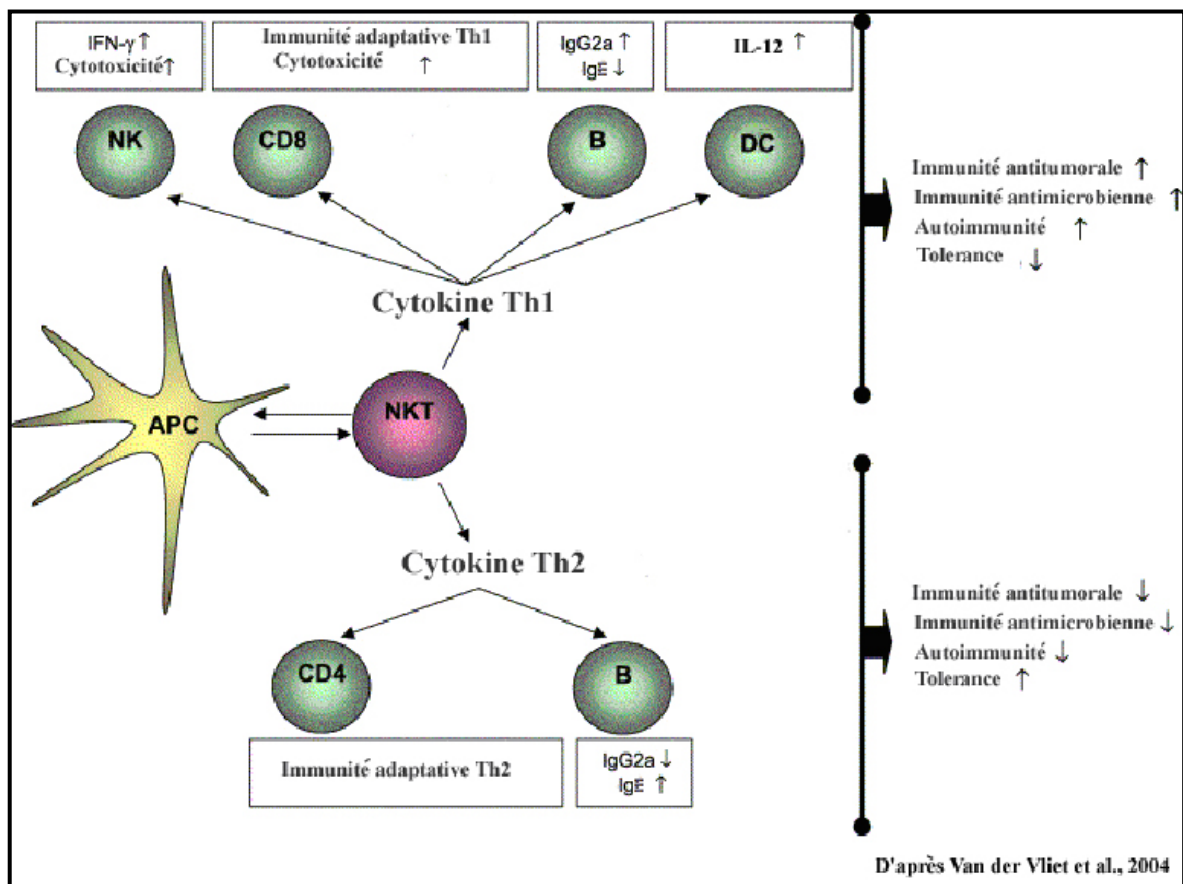 IFN-γ ↑
Cytotoxicité ↑
Immunité adaptative Th1
Cytotoxicité ↑
IgG2a ↑
IgE ↓
IL-12 ↑
NK
CD8
B
DC
Immunité antitumorale ↑
Immunité antimicrobienne ↑
Autoimmunité ↑
Tolerance ↓
Cytokine Th1
APC
NKT
Cytokine Th2
CD4
B
Immunité adaptative Th2
IgG2a ↓
IgE ↑
Immunité antitumorale ↓
Immunité antimicrobienne ↓
Autoimmunité ↓
Tolerance ↑
D'après Van der Vliet et al., 2004